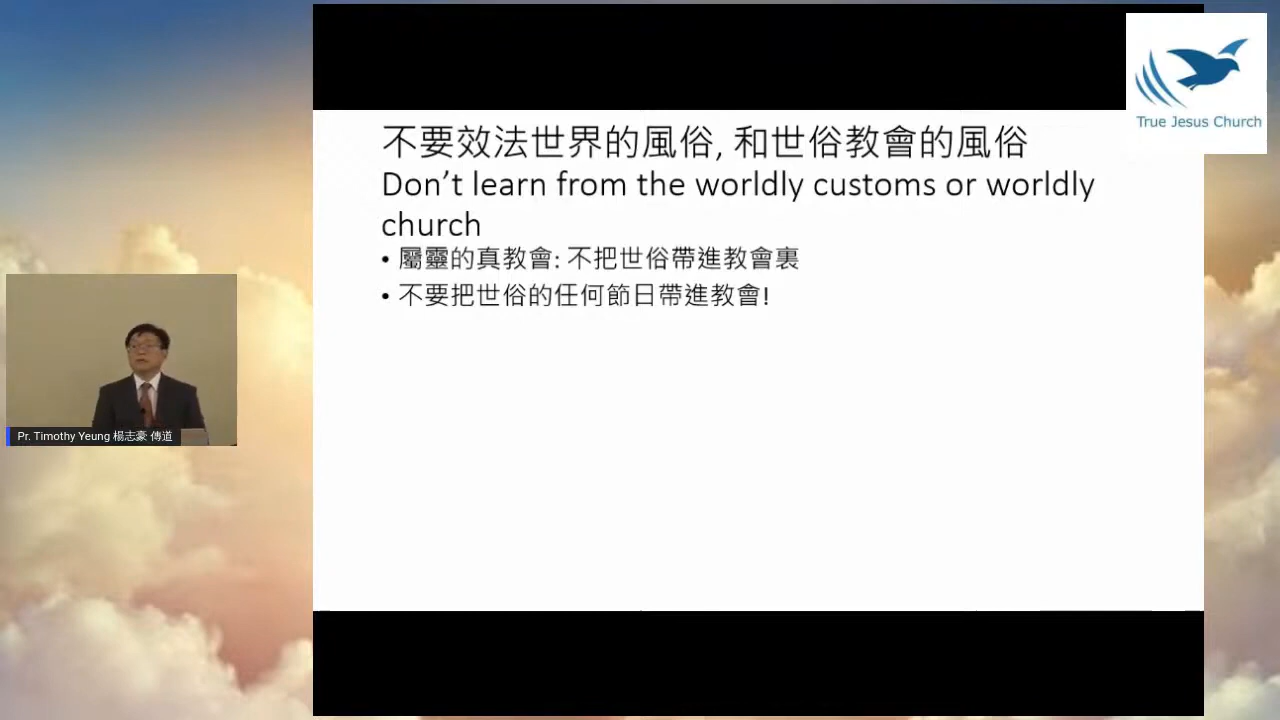 不要效法世界的風俗, 和世俗教會的風俗
Don’t learn from the worldly customs or worldly
church
• 屬靈的真教會: 不把世俗帶進教會裏
• 不要把世俗的任何節日帶進教會!
True Jesus Church
Pr. Timothy Yeung 楊志豪 傳道